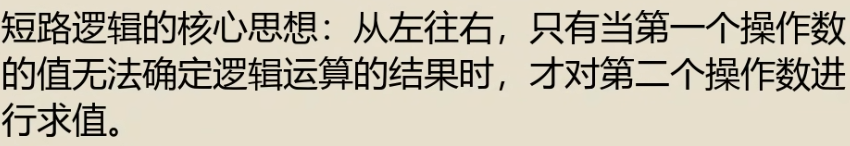 短路逻辑的核心思想：从左往右，只有当第一个操作数
的值无法确定逻辑运算的结果时，才对第二个操作数进
行求值。